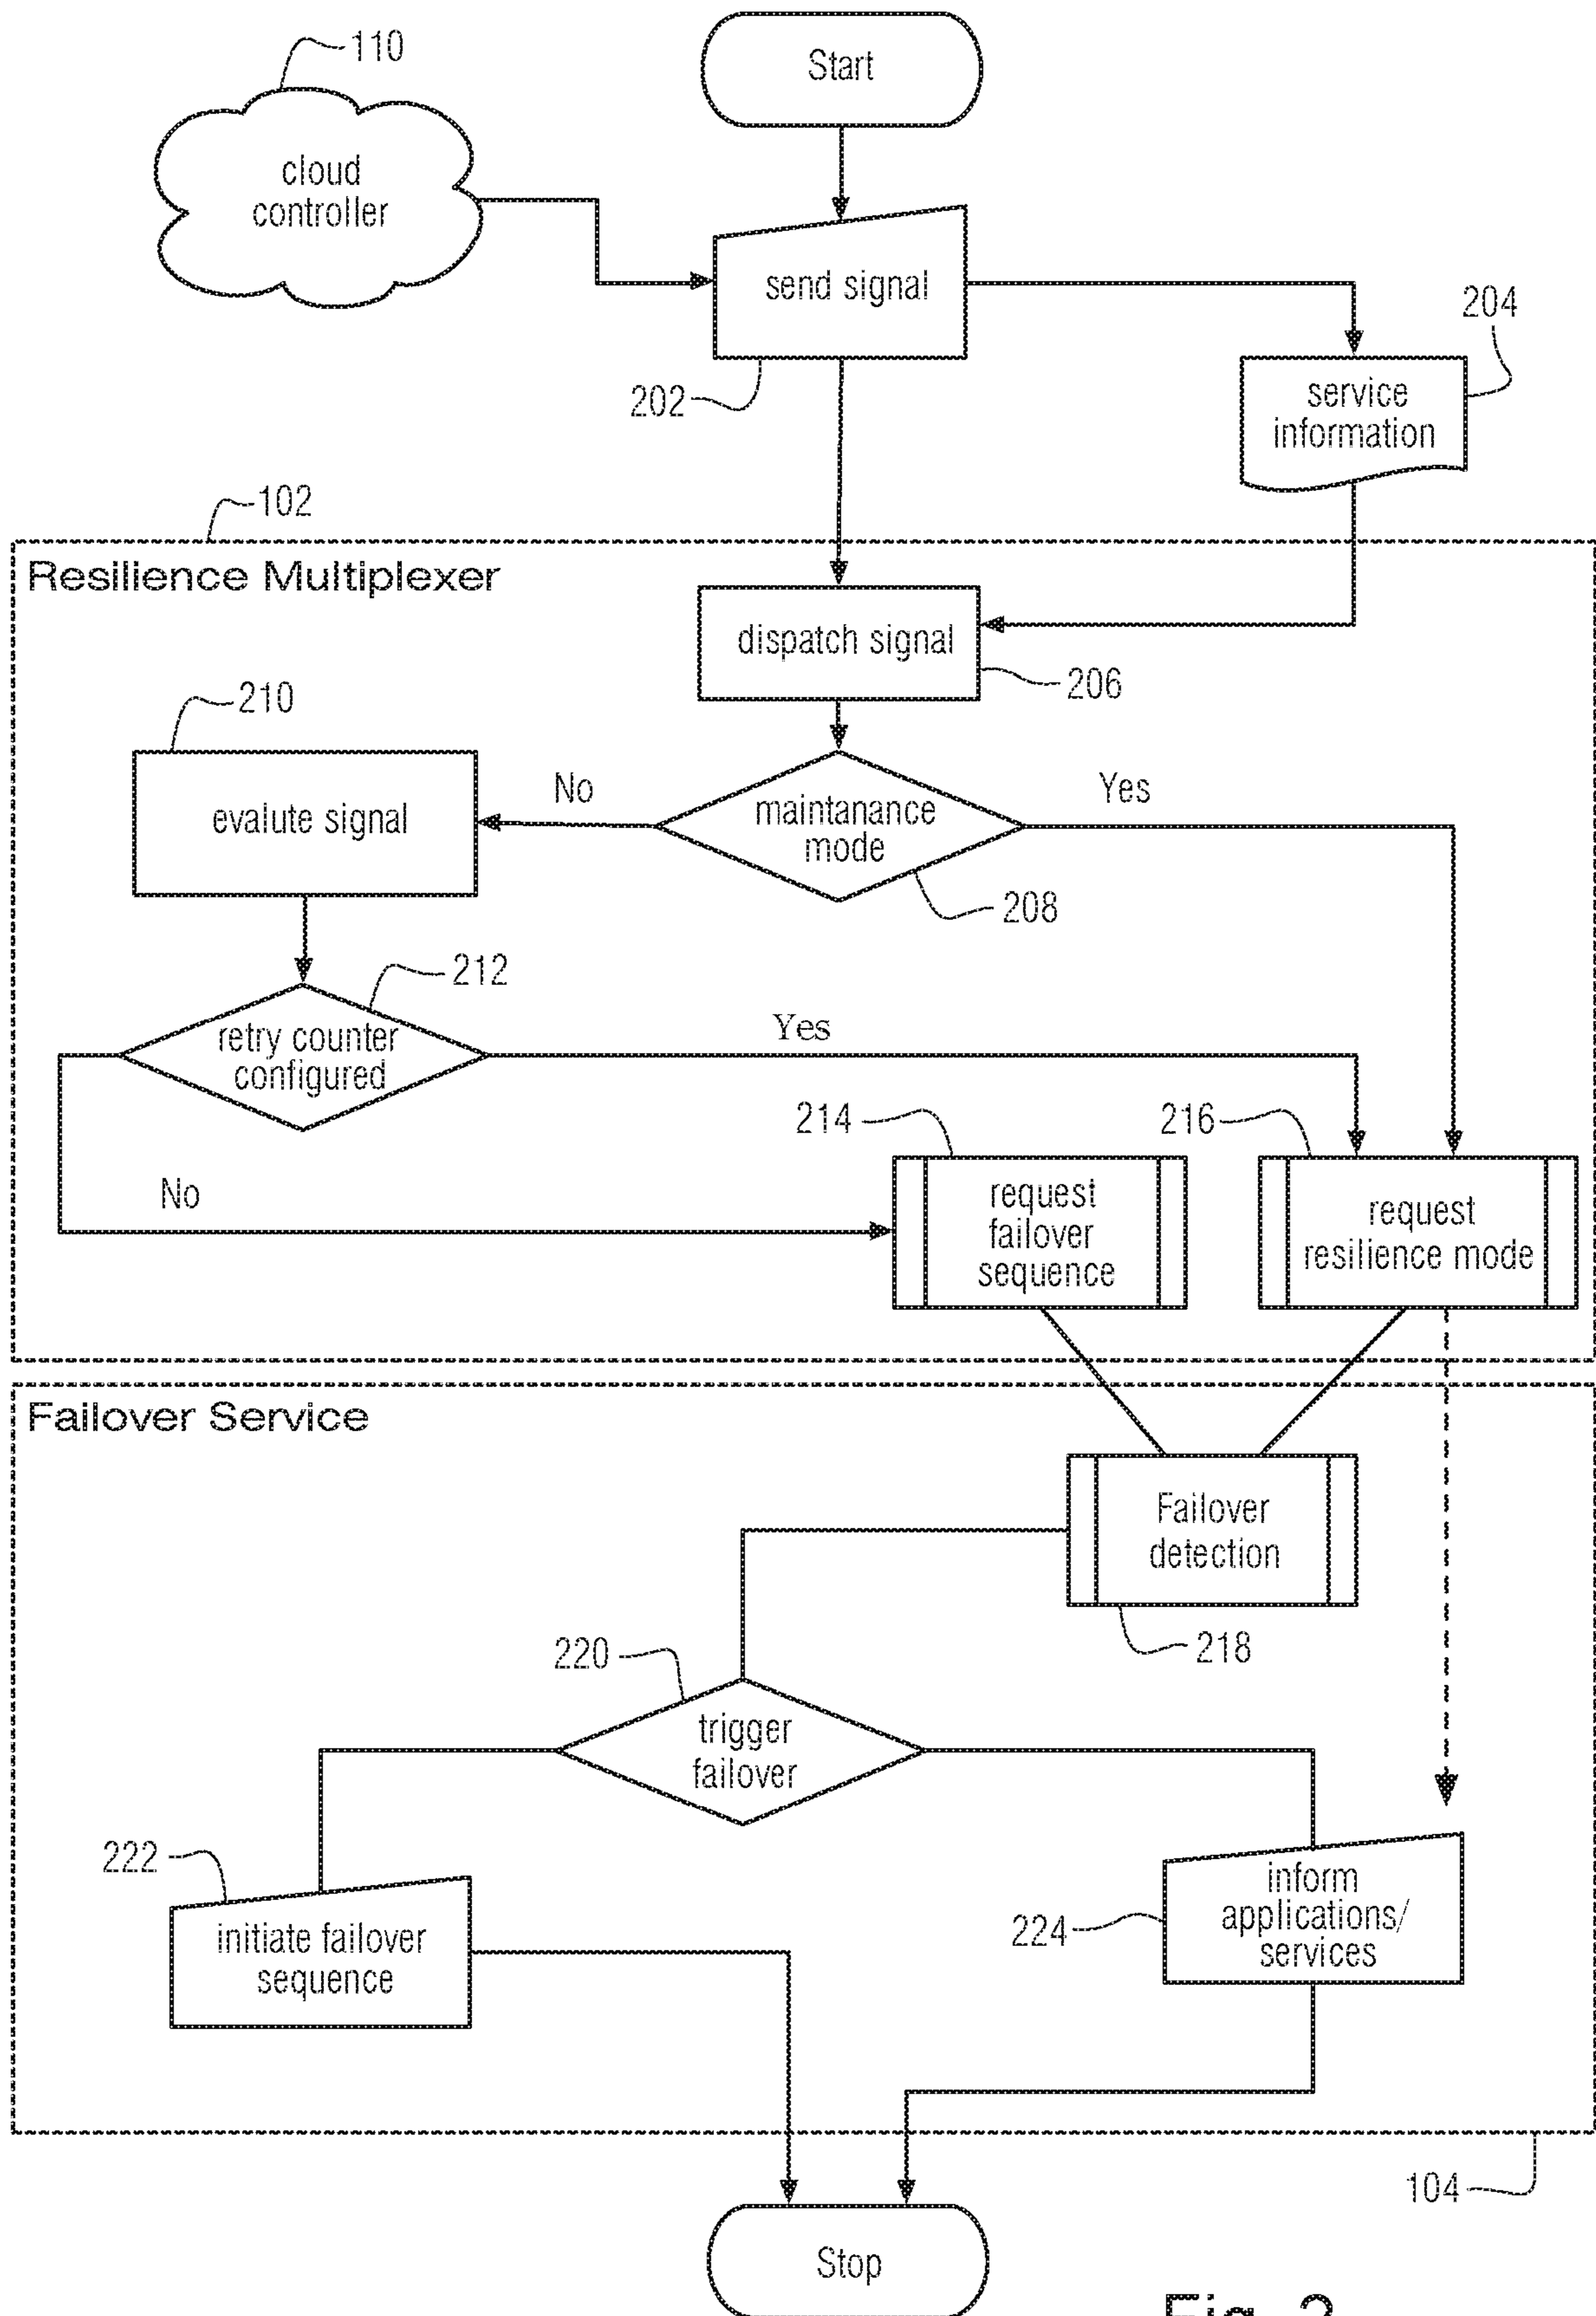 110
Start
cloud
controller
send signal
204
202
service
information
102
Resilience Multiplexer
dispatch signal
206
210
No
Yes
evalute signal
maintanance
mode
208
212
retry counter
configured
Yes
214
216
No
request
failover
sequence
request
resilience mode
Failover Service
Failover
detection
218
220
trigger
failover
222
initiate failover
sequence
inform
applications/
services
224
104
Stop
Fig. 2